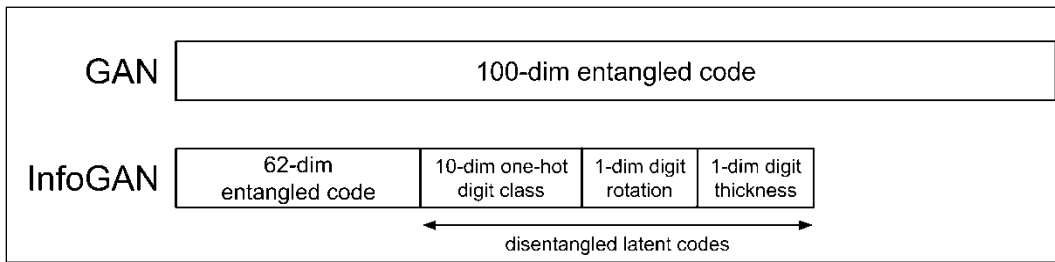 GAN
100-dim entangled code
InfoGAN
62-dim
entangled code
10-dim one-hot
digit class
1-dim digit
rotation
1-dim digit
thickness
disentangled latent codes